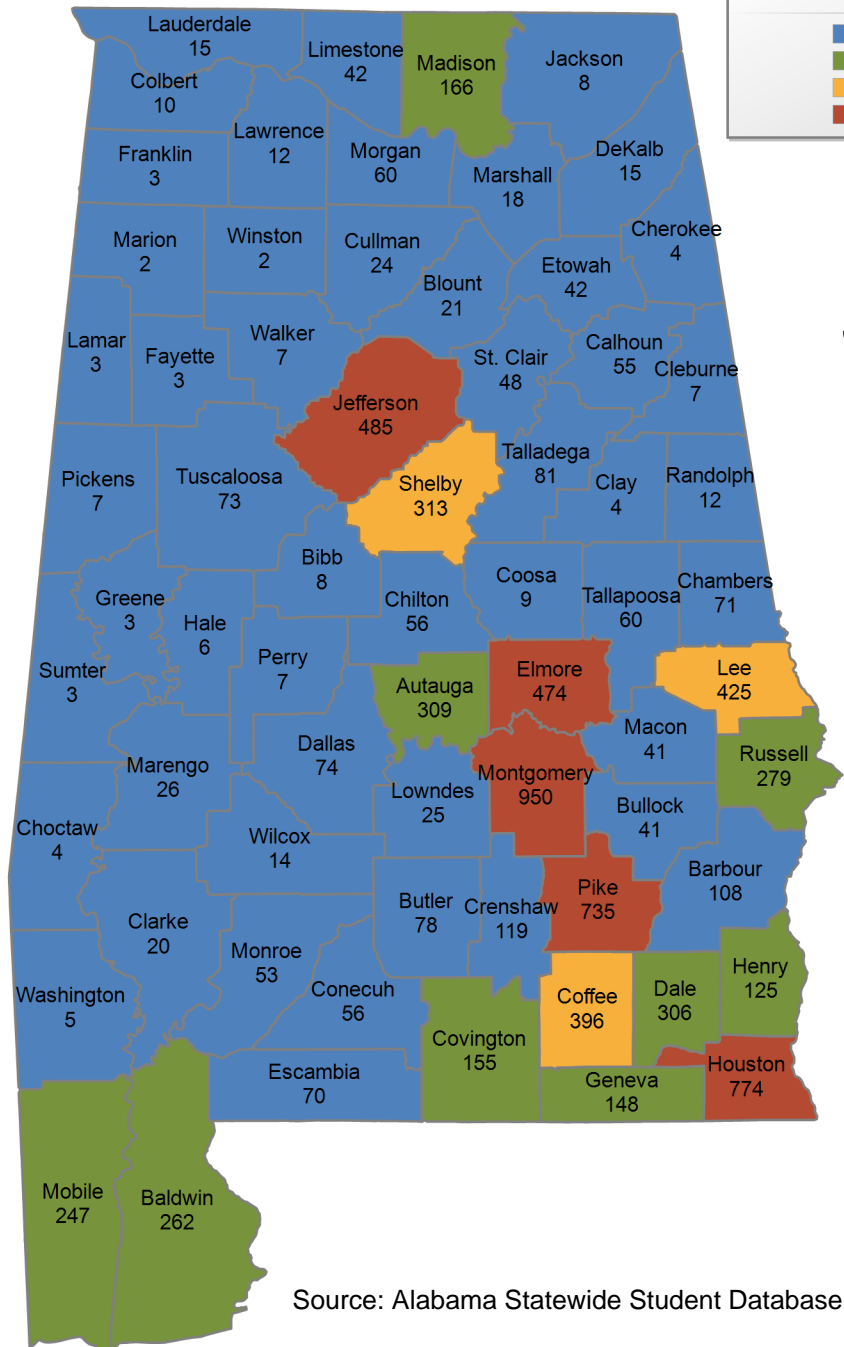 Lauderdale
15
Limestone
42
Madison
166
Jackson
8
Colbert
10
Lawrence
12
Franklin
3
Morgan
60
Marshall
18
DeKalb
15
Marion
2
Winston
2
Cullman
24
Cherokee
4
Blount
21
Etowah
42
Lamar
3
Fayette
3
Walker
7
St. Clair
48
Calhoun
55
Cleburne
7
Jefferson
485
Pickens
7
Tuscaloosa
73
Shelby
313
Talladega
81
Clay
4
Randolph
12
Bibb
8
Greene
3
Hale
6
Chilton
56
Coosa
9
Tallapoosa
60
Chambers
71
Sumter
3
Perry
7
Autauga
309
Elmore
474
Lee
425
Marengo
26
Dallas
74
Macon
41
Russell
279
Lowndes
25
Montgomery
950
Bullock
41
Choctaw
4
Wilcox
14
Barbour
108
Clarke
20
Butler
78
Crenshaw
119
Pike
735
Monroe
53
Washington
5
Conecuh
56
Coffee
396
Dale
306
Henry
125
Covington
155
Escambia
70
Geneva
148
Houston
774
Mobile
247
Baldwin
262
Source: Alabama Statewide Student Database